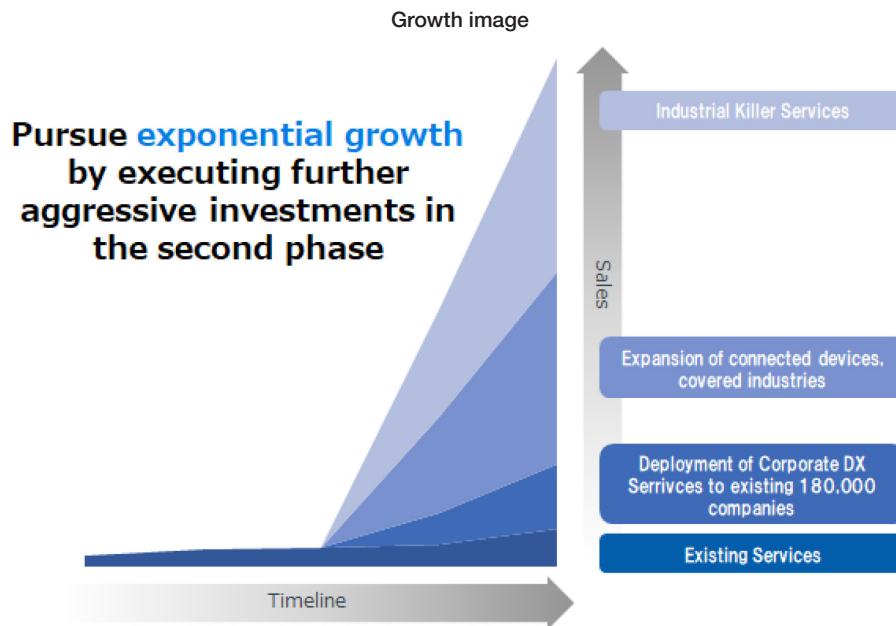 Growth image
Pursue exponential growth
by executing further
aggressive investments in
the second phase
Industrial Killer Services
Sales
Expansion of connected devices,
covered industries
Deployment of Corporate DX
Serrivces to existing 180,000
companies
Existing Services
Timeline